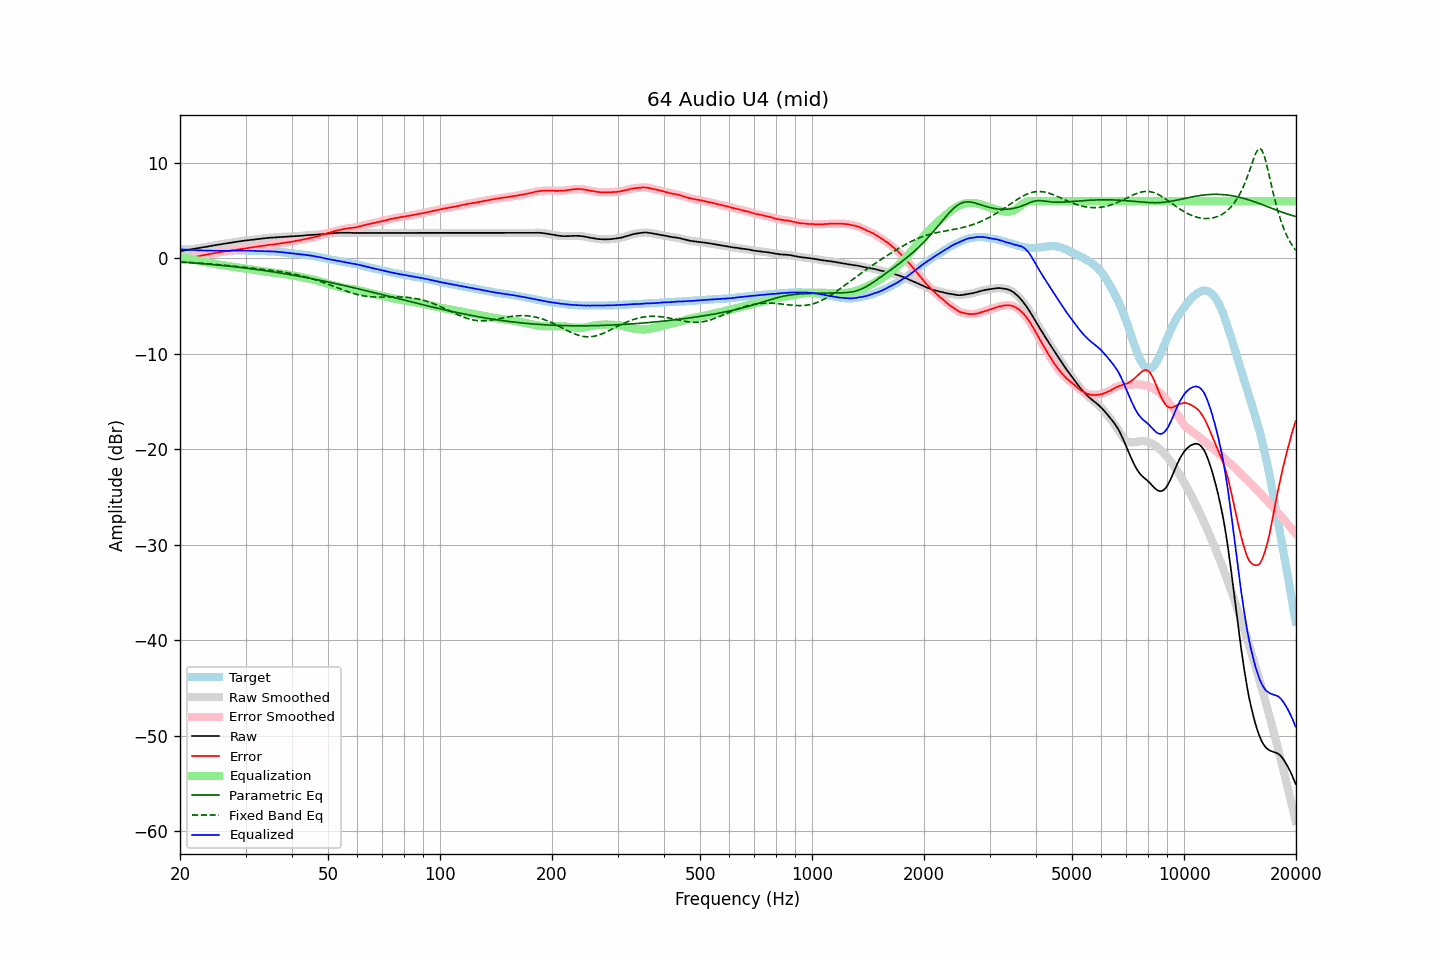 64 Audio U4 (mid)
10
0
−10
−20
−30
−40
−50
−60
Amplitude (dBr)
Target
Raw Smoothed
Error Smoothed
Raw
Error
Equalization
Parametric Eq
Fixed Band Eq
Equalized
20 50 100 200 500 1000 2000 5000 10000 20000
Frequency (Hz)